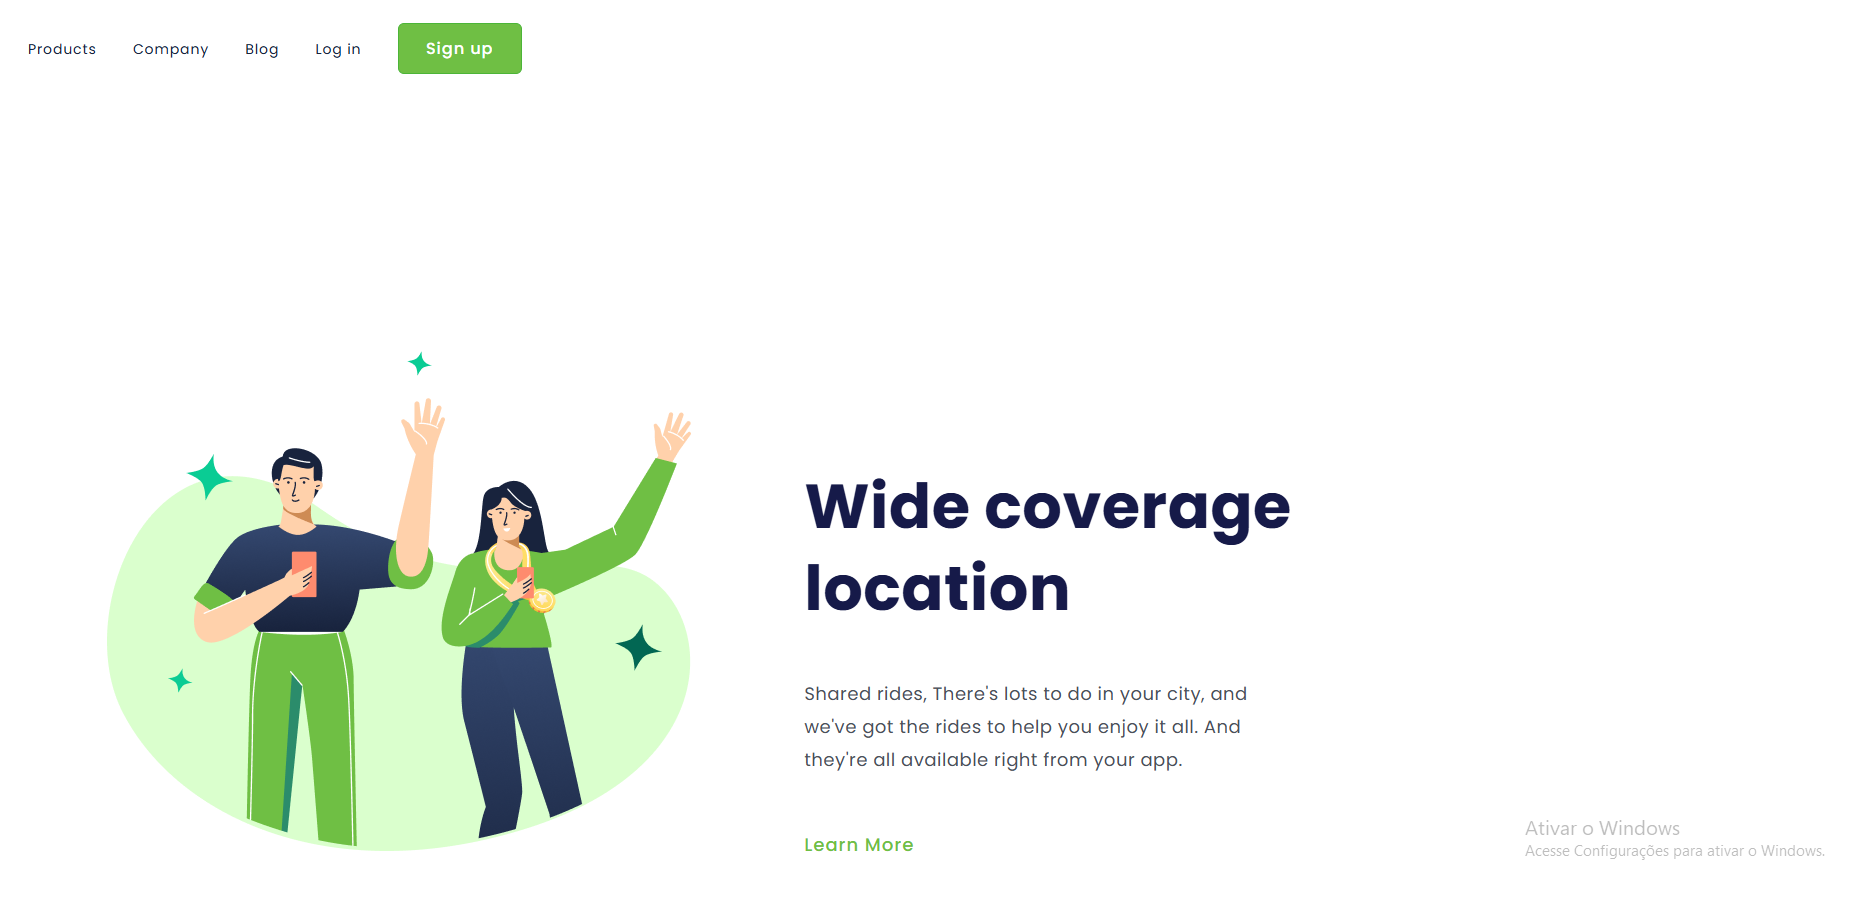 Products Company Blog Log in Sign up
Wide coverage
location
Shared rides, There's lots to do in your city, and
we've got the rides to help you enjoy it all. And
they're all available right from your app.
Learn More
Ativar o Windows
Acesse Configurações para ativar o Windows.